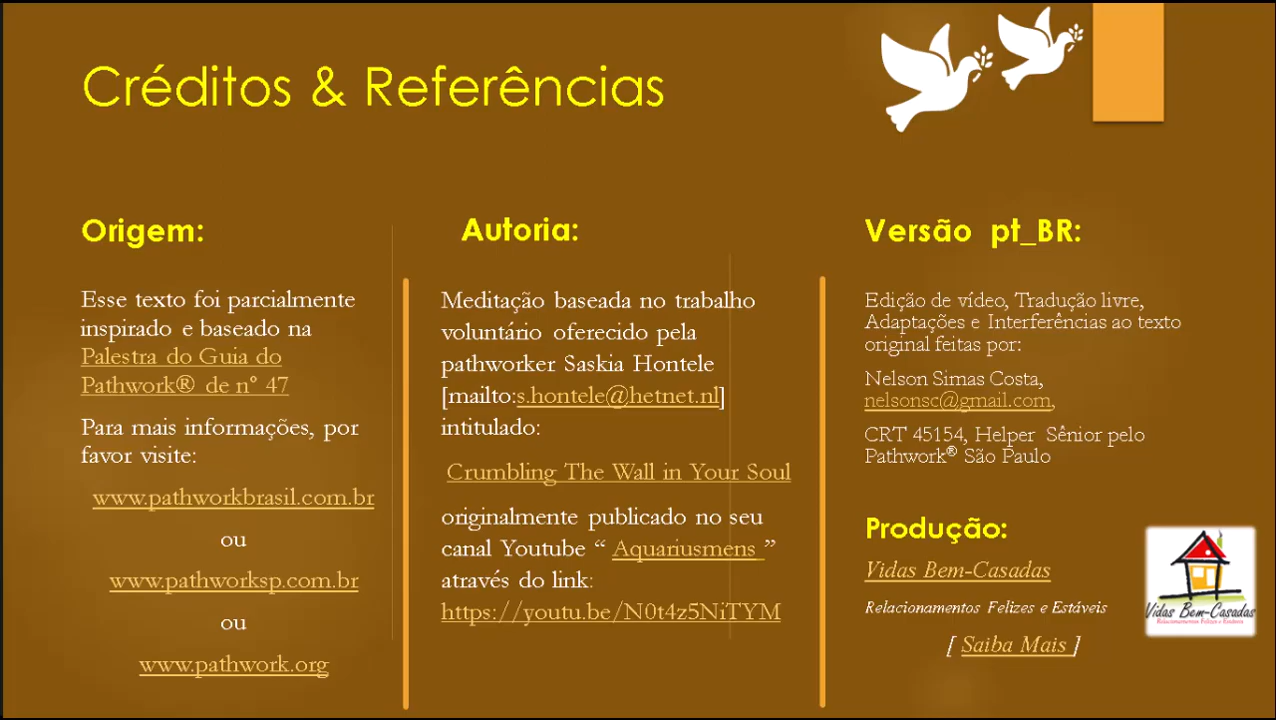 Créditos & Referências
Origem:
Esse texto foi parcialmente
inspirado e baseado na
Palestra do Guia do
Pathwork® de n° 47
Para mais informações, por
favor visite:
www.pathworkbrasil.com.br
ou
www.pathworksp.com.br
ou
www.pathwork.org
Autoria:
Meditação baseada no trabalho
voluntário oferecido pela
pathworker Saskia Hontele
[mailto:s.hontele@hetnet.nl]
intitulado:
Crumbling The Wall in Your Soul
originalmente publicado no seu
canal Youtube “ Aquariusmens ”
através do link:
https://youtu.be/N0t4z5NiTYM
Versão pt_BR:
Edição de vídeo, Tradução livre,
Adaptações e Interferências ao texto
original feitas por:
Nelson Simas Costa,
nelsonsc@gmail.com,
CRT 45154, Helper Sênior pelo
Pathwork® São Paulo
Produção:
Vidas Bem-Casadas
Relacionamentos Felizes e Estáveis
[ Saiba Mais ]
Vidas Bem-Casadas
Relacionamentos Felizes e Estáveis